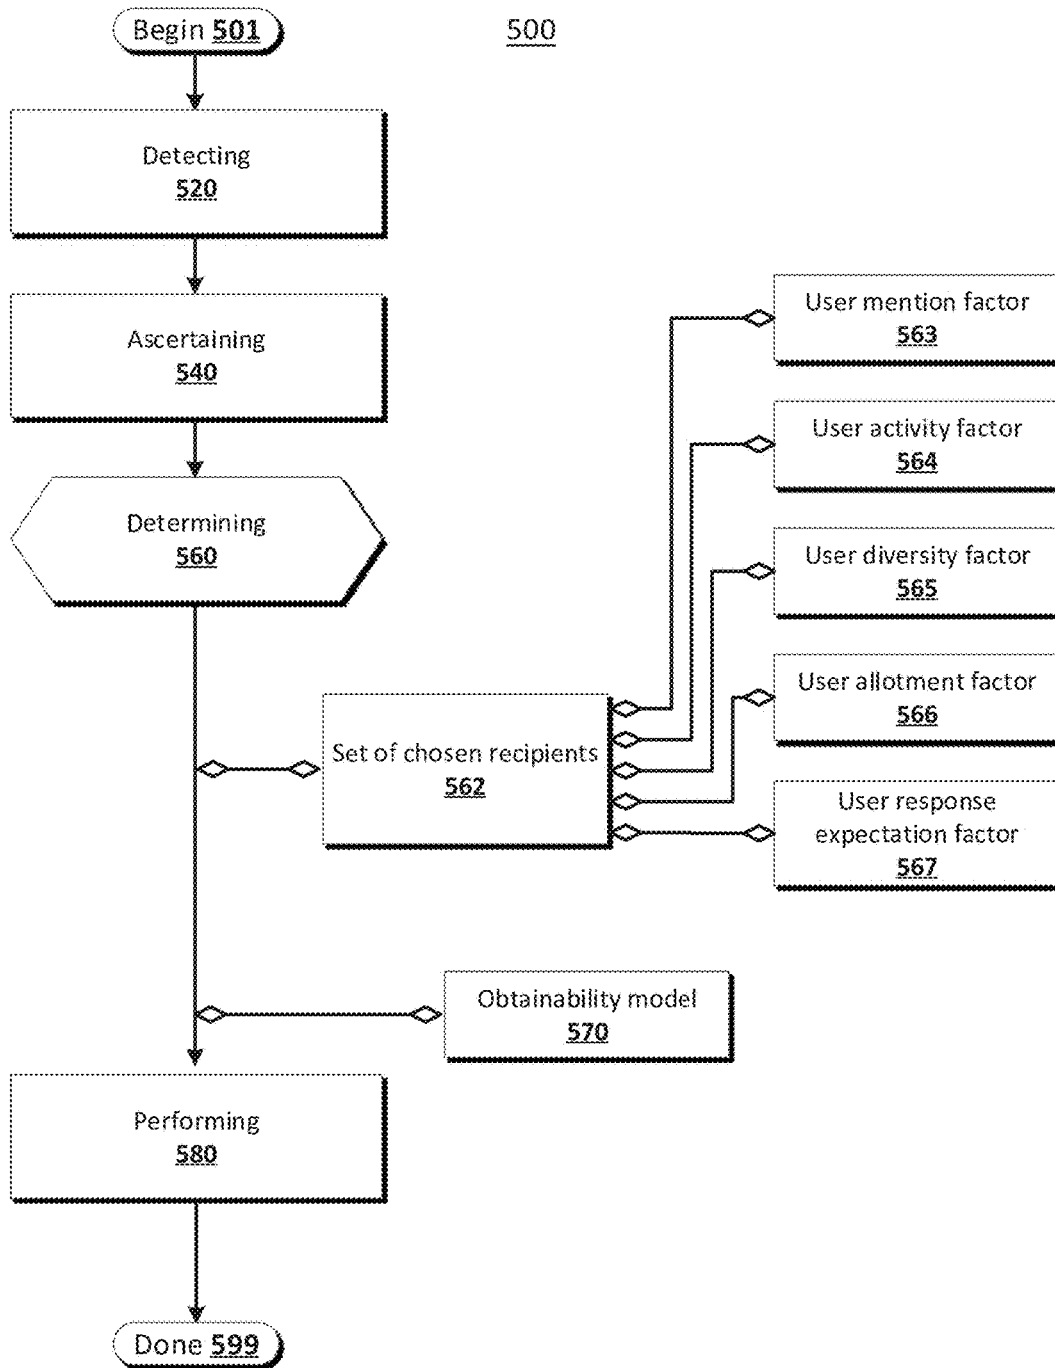 Begin 501
500
Detecting
520
Ascertaining
540
Determining
560
User mention factor
563
User activity factor
564
User diversity factor
565
User allotment factor
566
User response
expectation factor
567
Set of chosen recipients
562
Obtainability model
570
Performing
580
Done 599